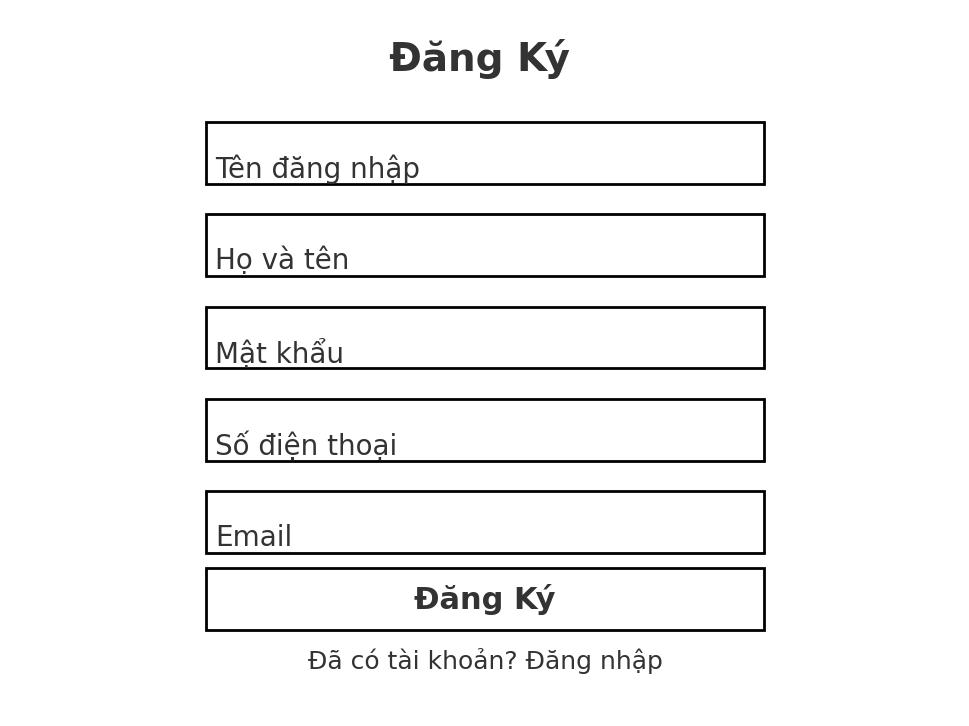 Đăng Ký
Tên đăng nhập
Họ và tên
Mật khẩu
Số điện thoại
Email
Đăng Ký
Đã có tài khoản? Đăng nhập